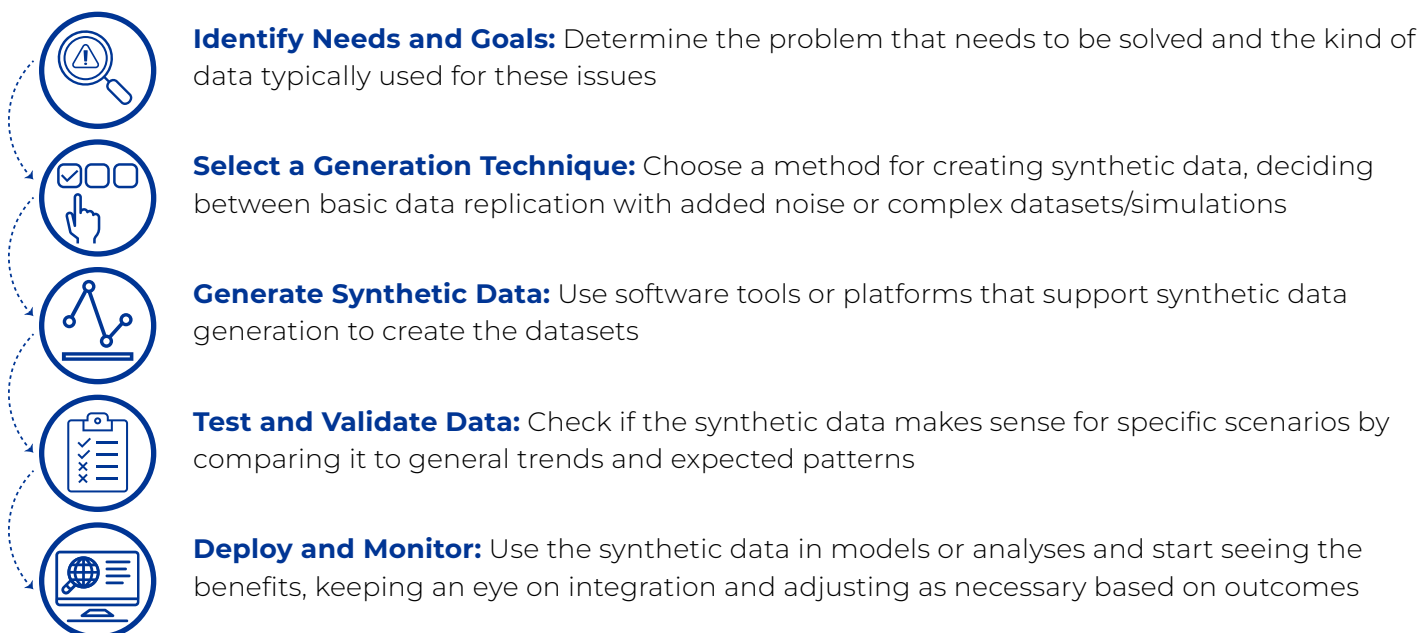 Identify Needs and Goals: Determine the problem that needs to be solved and the kind of
data typically used for these issues
Select a Generation Technique: Choose a method for creating synthetic data, deciding
between basic data replication with added noise or complex datasets/simulations
Generate Synthetic Data: Use software tools or platforms that support synthetic data
generation to create the datasets
Test and Validate Data: Check if the synthetic data makes sense for specific scenarios by
comparing it to general trends and expected patterns
Deploy and Monitor: Use the synthetic data in models or analyses and start seeing the
benefits, keeping an eye on integration and adjusting as necessary based on outcomes